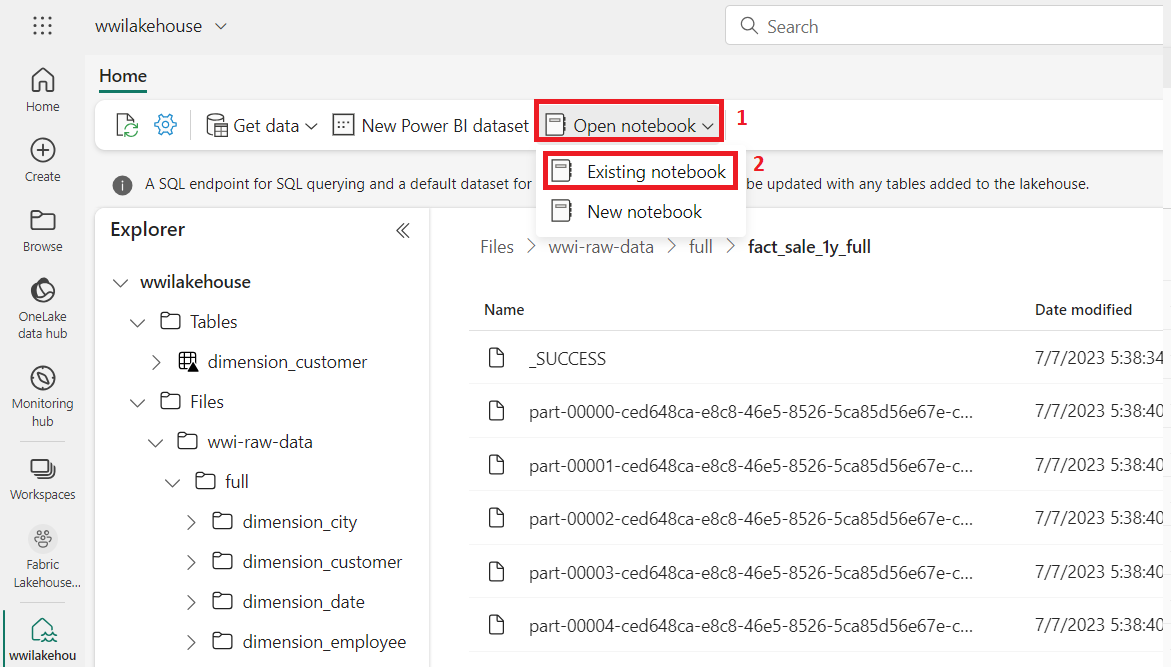 wwilakehouse
Search
Home
Home
Get data
New Power BI dataset
Open notebook
1
Existing notebook
2
New notebook
Create
A SQL endpoint for SQL querying and a default dataset for
be updated with any tables added to the lakehouse.
Browse
OneLake
data hub
Monitoring
hub
Workspaces
Fabric
Lakehouse...
wwilakehou
Explorer
wwilakehouse
Tables
dimension_customer
Files
wwi-raw-data
full
dimension_city
dimension_customer
dimension_date
dimension_employee
Files > wwi-raw-data > full > fact_sale_1y_full
Name Date modified
_SUCCESS 7/7/2023 5:38:34
part-00000-ced648ca-e8c8-46e5-8526-5ca85d56e67e-c... 7/7/2023 5:38:40
part-00001-ced648ca-e8c8-46e5-8526-5ca85d56e67e-c... 7/7/2023 5:38:40
part-00002-ced648ca-e8c8-46e5-8526-5ca85d56e67e-c... 7/7/2023 5:38:40
part-00003-ced648ca-e8c8-46e5-8526-5ca85d56e67e-c... 7/7/2023 5:38:40
part-00004-ced648ca-e8c8-46e5-8526-5ca85d56e67e-c... 7/7/2023 5:38:40